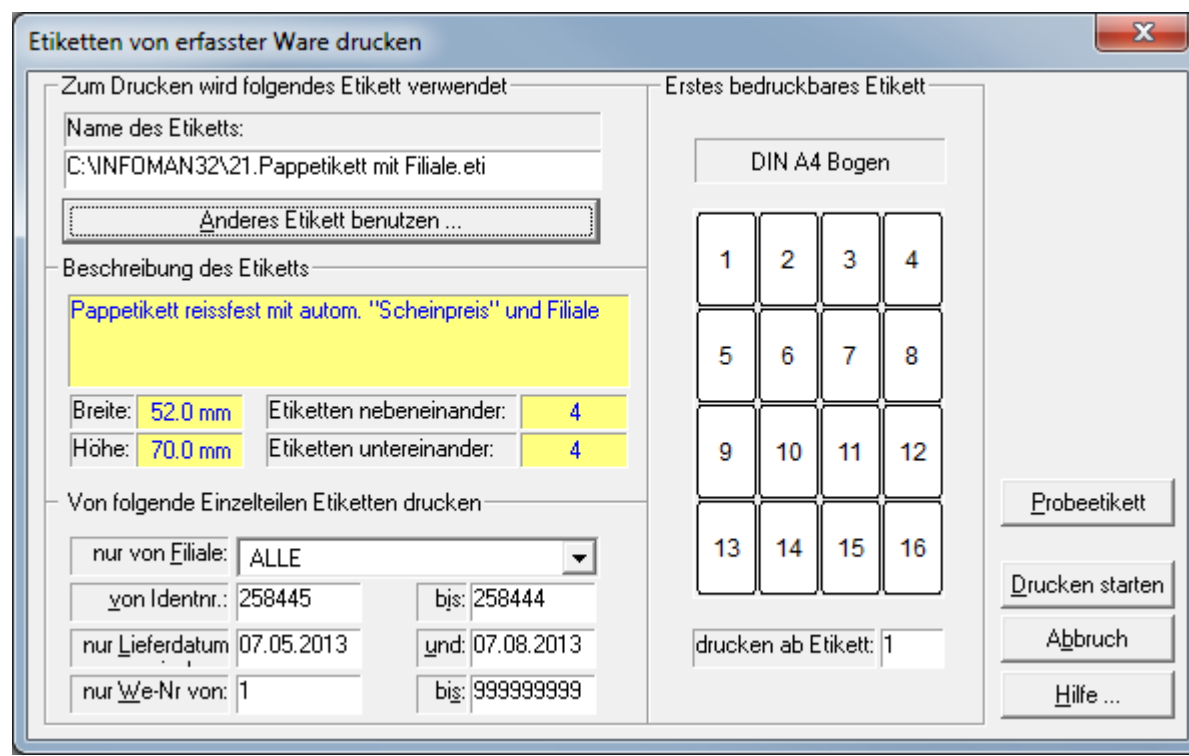 Etiketten von erfasster Ware drucken
Zum Drucken wird folgendes Etikett verwendet
Name des Etiketts:
C:\INFOMAN32\21.Pappetikett mit Filiale.eti
Anderes Etikett benutzen ...
Beschreibung des Etiketts
Pappetikett reissfest mit autom. "Scheinpreis" und Filiale
Breite: 52.0 mm Etiketten nebeneinander: 4
Höhe: 70.0 mm Etiketten untereinander: 4
Von folgende Einzelteilen Etiketten drucken
nur von Filiale: ALLE
von Identnr.: 258445 bis: 258444
nur Lieferdatum 07.05.2013 und: 07.08.2013
nur We-Nr von: 1 bis: 999999999
Erstes bedruckbares Etikett
DIN A4 Bogen
1 2 3 4
5 6 7 8
9 10 11 12
13 14 15 16
drucken ab Etikett: 1
Probeetikett
Drucken starten
Abbruch
Hilfe ...